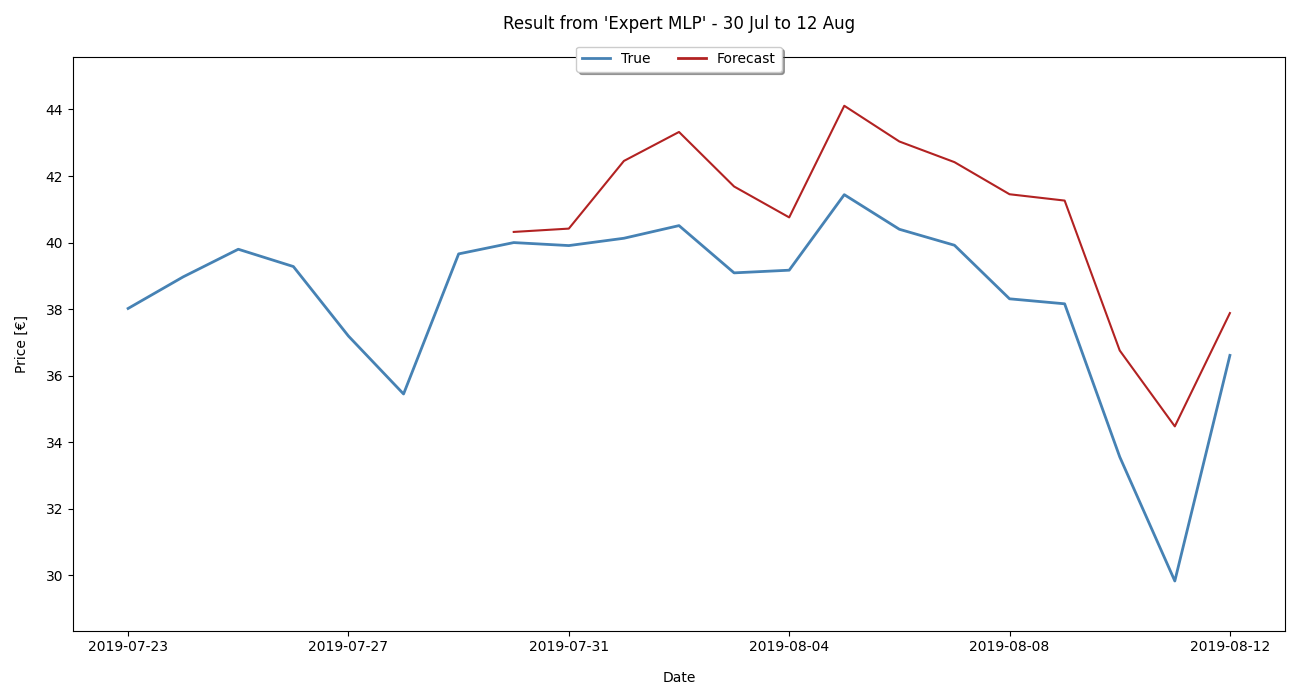 Result from 'Expert MLP' - 30 Jul to 12 Aug
True Forecast
44
42
40
38
36
34
32
30
Price [€]
2019-07-23 2019-07-27 2019-07-31 2019-08-04 2019-08-08 2019-08-12
Date